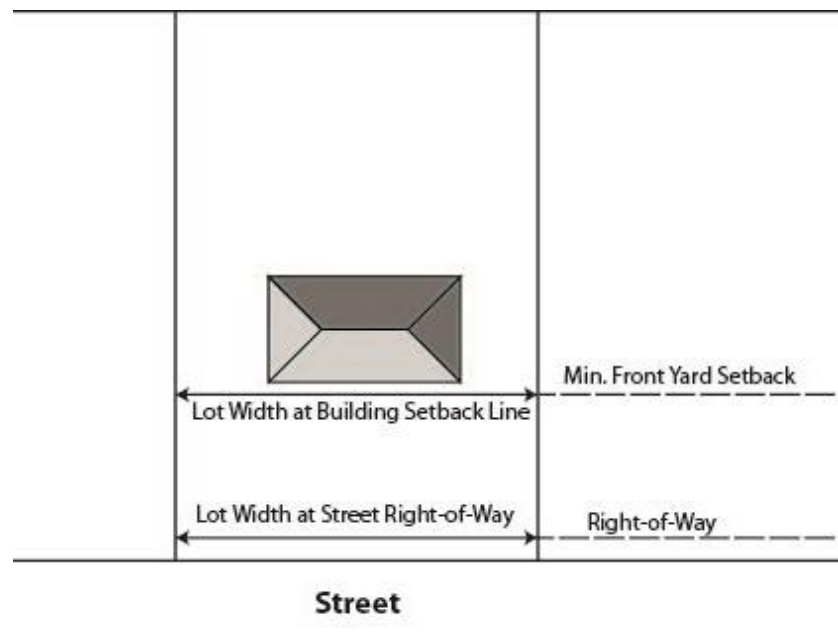 Min. Front Yard Setback
Lot Width at Building Setback Line
Lot Width at Street Right-of-Way
Right-of-Way
Street